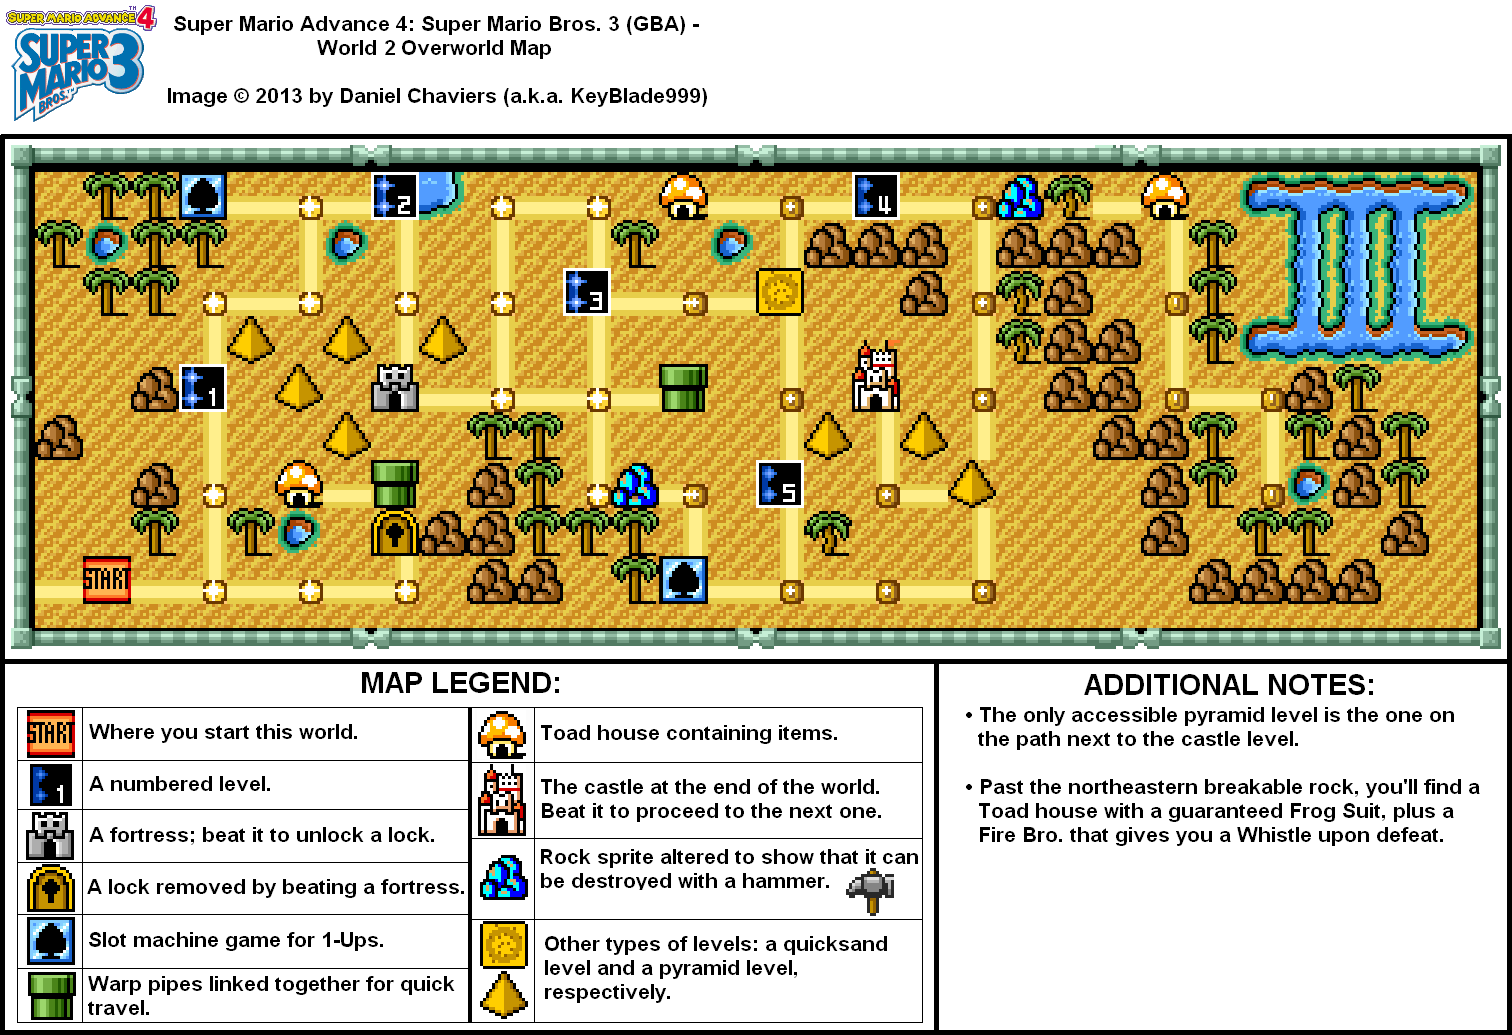 SUPER MARIO ADVANCE 4
SUPER
MARIO
BROS.™ 3
Super Mario Advance 4: Super Mario Bros. 3 (GBA) -
World 2 Overworld Map
Image © 2013 by Daniel Chaviers (a.k.a. KeyBlade999)
2
4
3
1
5
START
MAP LEGEND:
START
Where you start this world.
1
A numbered level.
A fortress; beat it to unlock a lock.
A lock removed by beating a fortress.
Slot machine game for 1-Ups.
Warp pipes linked together for quick
travel.
Toad house containing items.
The castle at the end of the world.
Beat it to proceed to the next one.
Rock sprite altered to show that it can
be destroyed with a hammer.
Other types of levels: a quicksand
level and a pyramid level,
respectively.
ADDITIONAL NOTES:
• The only accessible pyramid level is the one on
the path next to the castle level.
• Past the northeastern breakable rock, you'll find a
Toad house with a guaranteed Frog Suit, plus a
Fire Bro. that gives you a Whistle upon defeat.